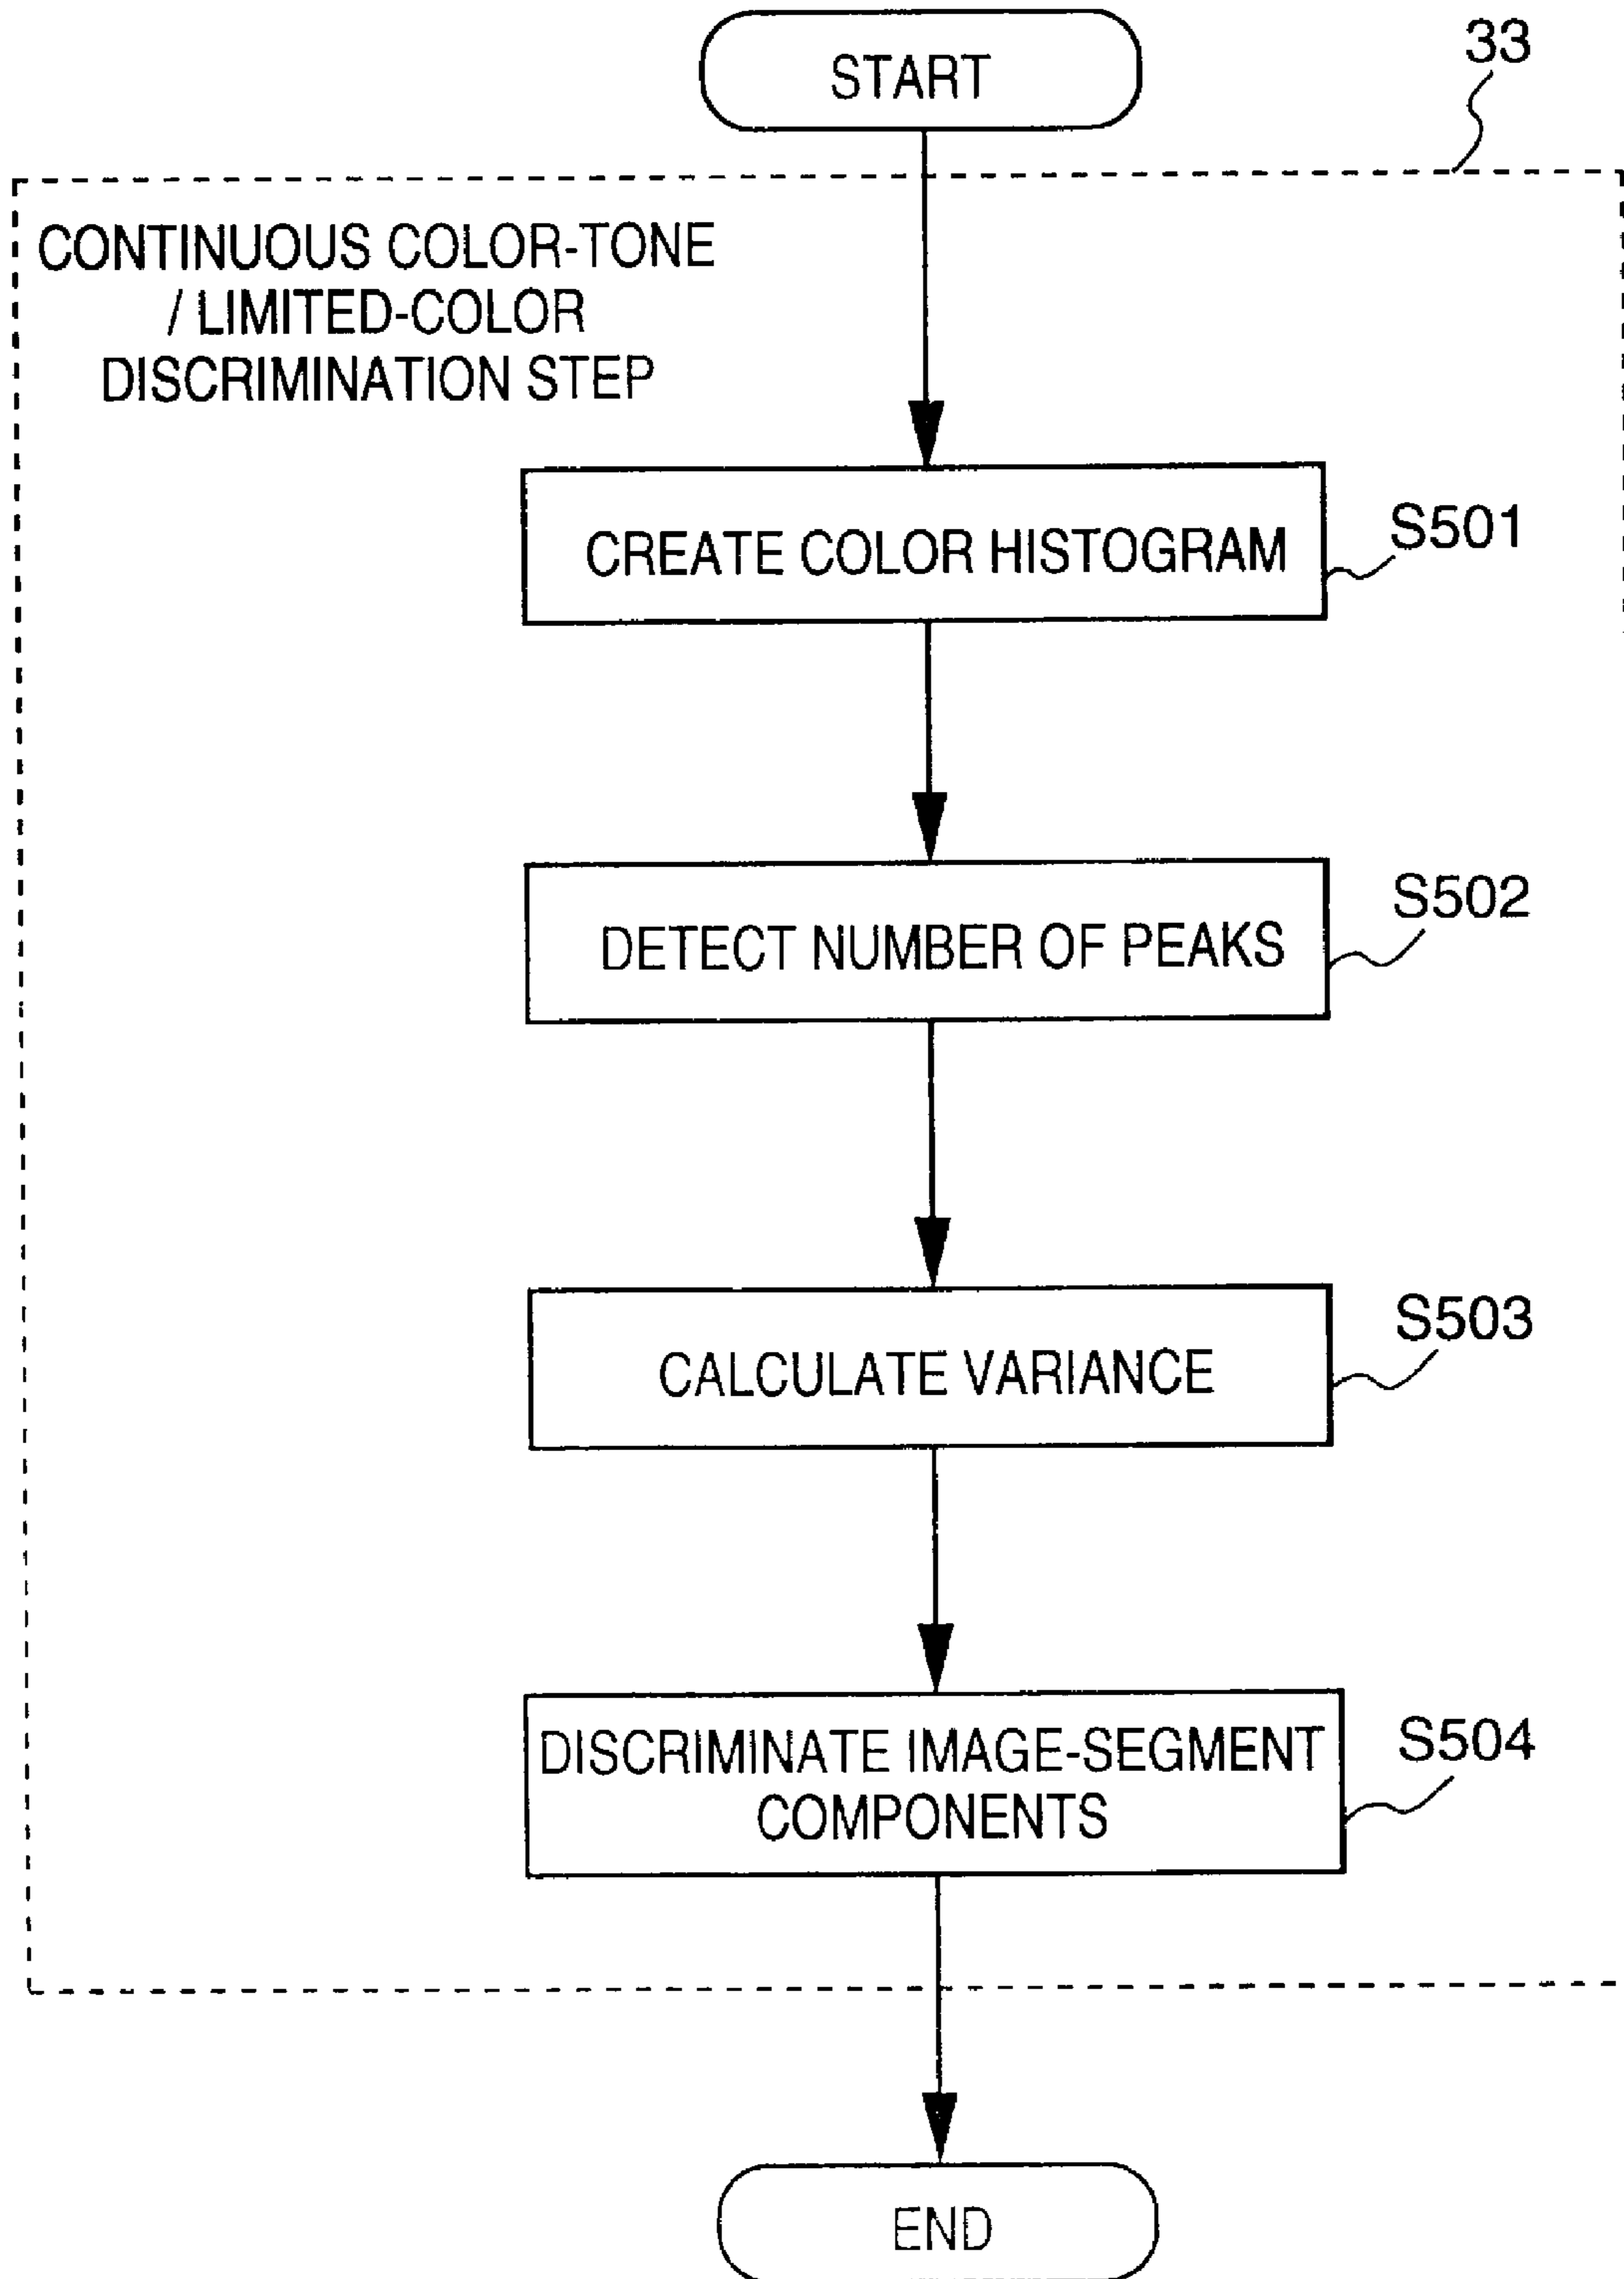 START
33
CONTINUOUS COLOR-TONE
/ LIMITED-COLOR
DISCRIMINATION STEP
CREATE COLOR HISTOGRAM
S501
DETECT NUMBER OF PEAKS
S502
CALCULATE VARIANCE
S503
DISCRIMINATE IMAGE-SEGMENT
COMPONENTS
S504
END